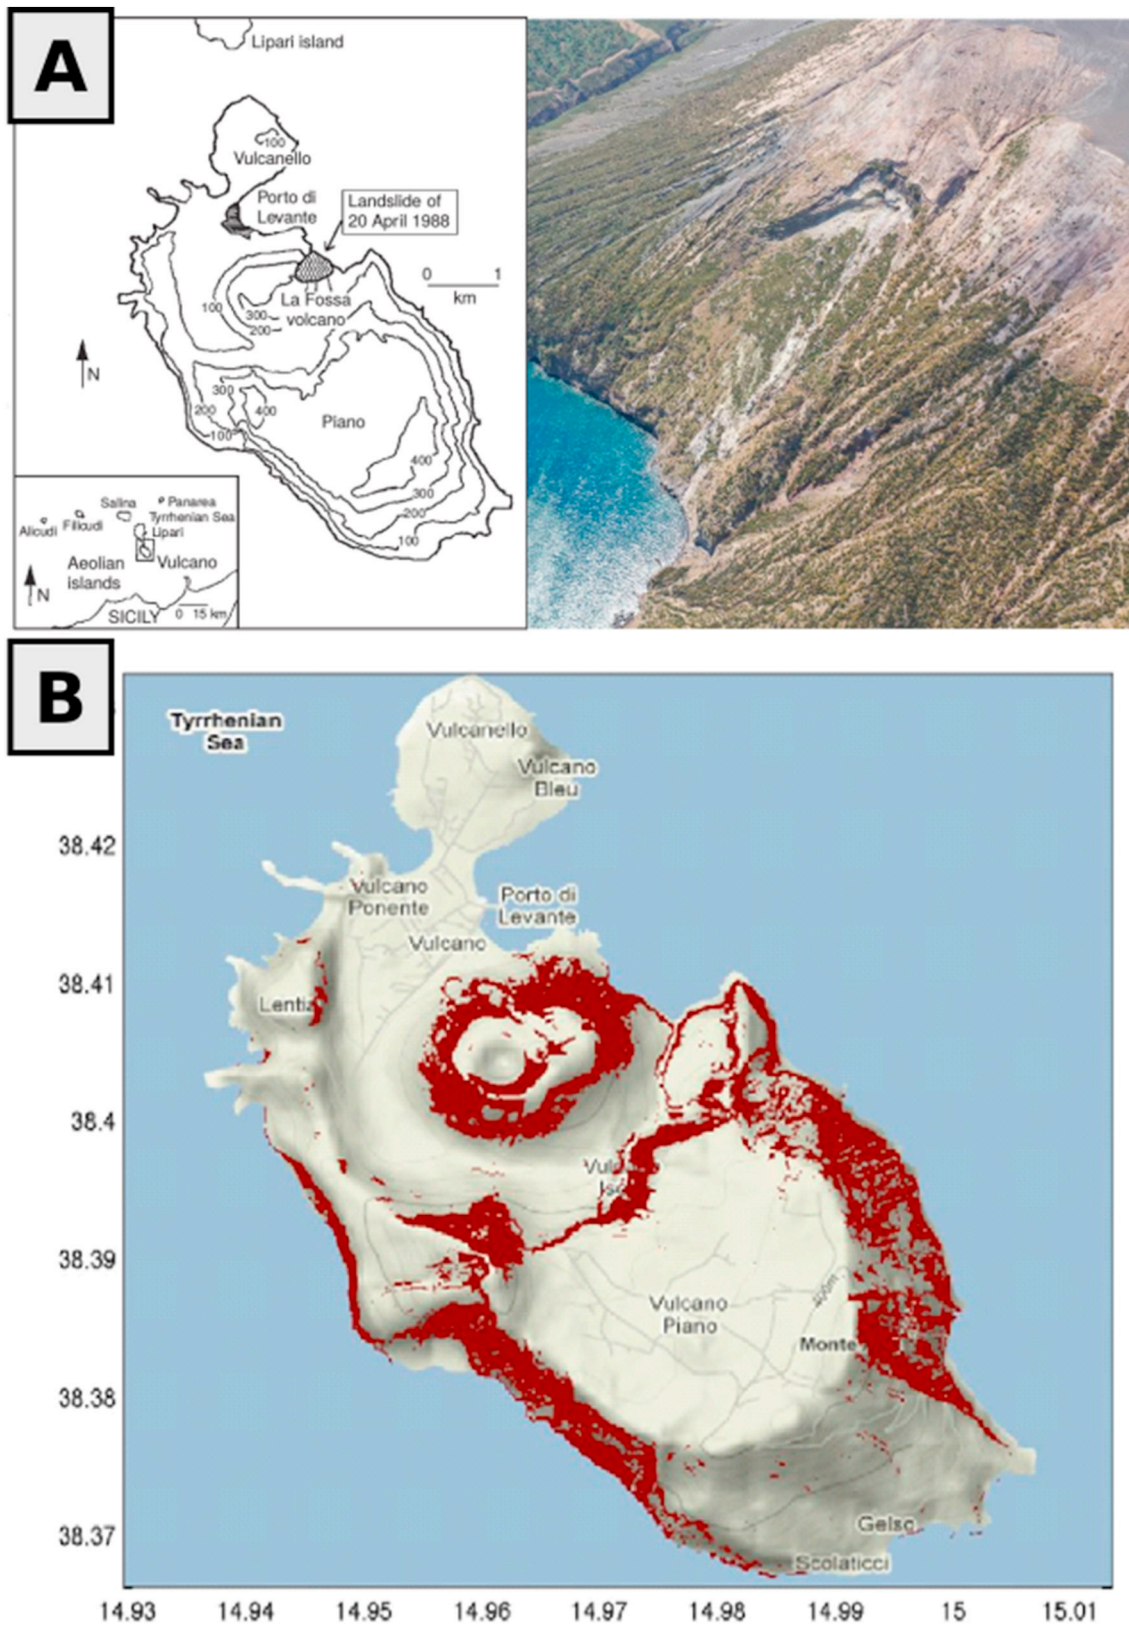 A
Lipari island
100
Vulcanello
Porto di
Levante
Landslide of
20 April 1988
0 1
km
100
300
200
La Fossa
volcano
N
300
200
400
100
Piano
400
300
200
100
Salina
Panarea
Alicudi
Filicudi
Tyrrhenian Sea
Lipari
Aeolian
islands
Vulcano
N
SICILY
0 15 km
B
Tyrrhenian
Sea
Vulcanello
Vulcano
Bleu
38.42
Vulcano
Ponente
Porto di
Levante
Vulcano
38.41
Lenti
38.4
Vul
Iso
38.39
400m
Vulcano
Piano
Monte
38.38
38.37
Gelso
Scolaticci
14.93 14.94 14.95 14.96 14.97 14.98 14.99 15 15.01